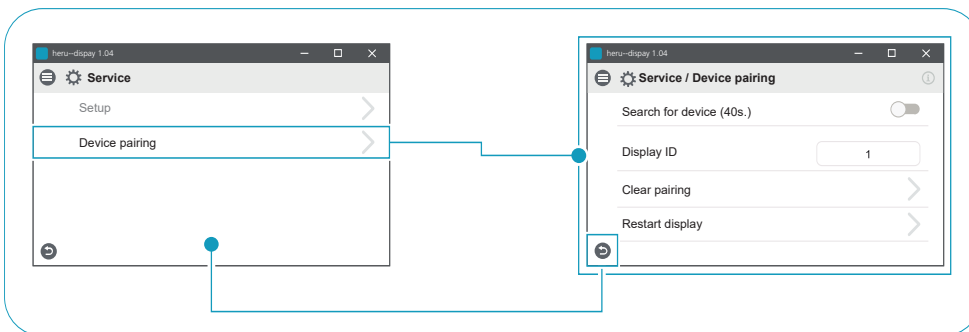 heru--dispay 1.04
Service
Setup
Device pairing
heru--dispay 1.04
Service / Device pairing
Search for device (40s.)
Display ID
1
Clear pairing
Restart display